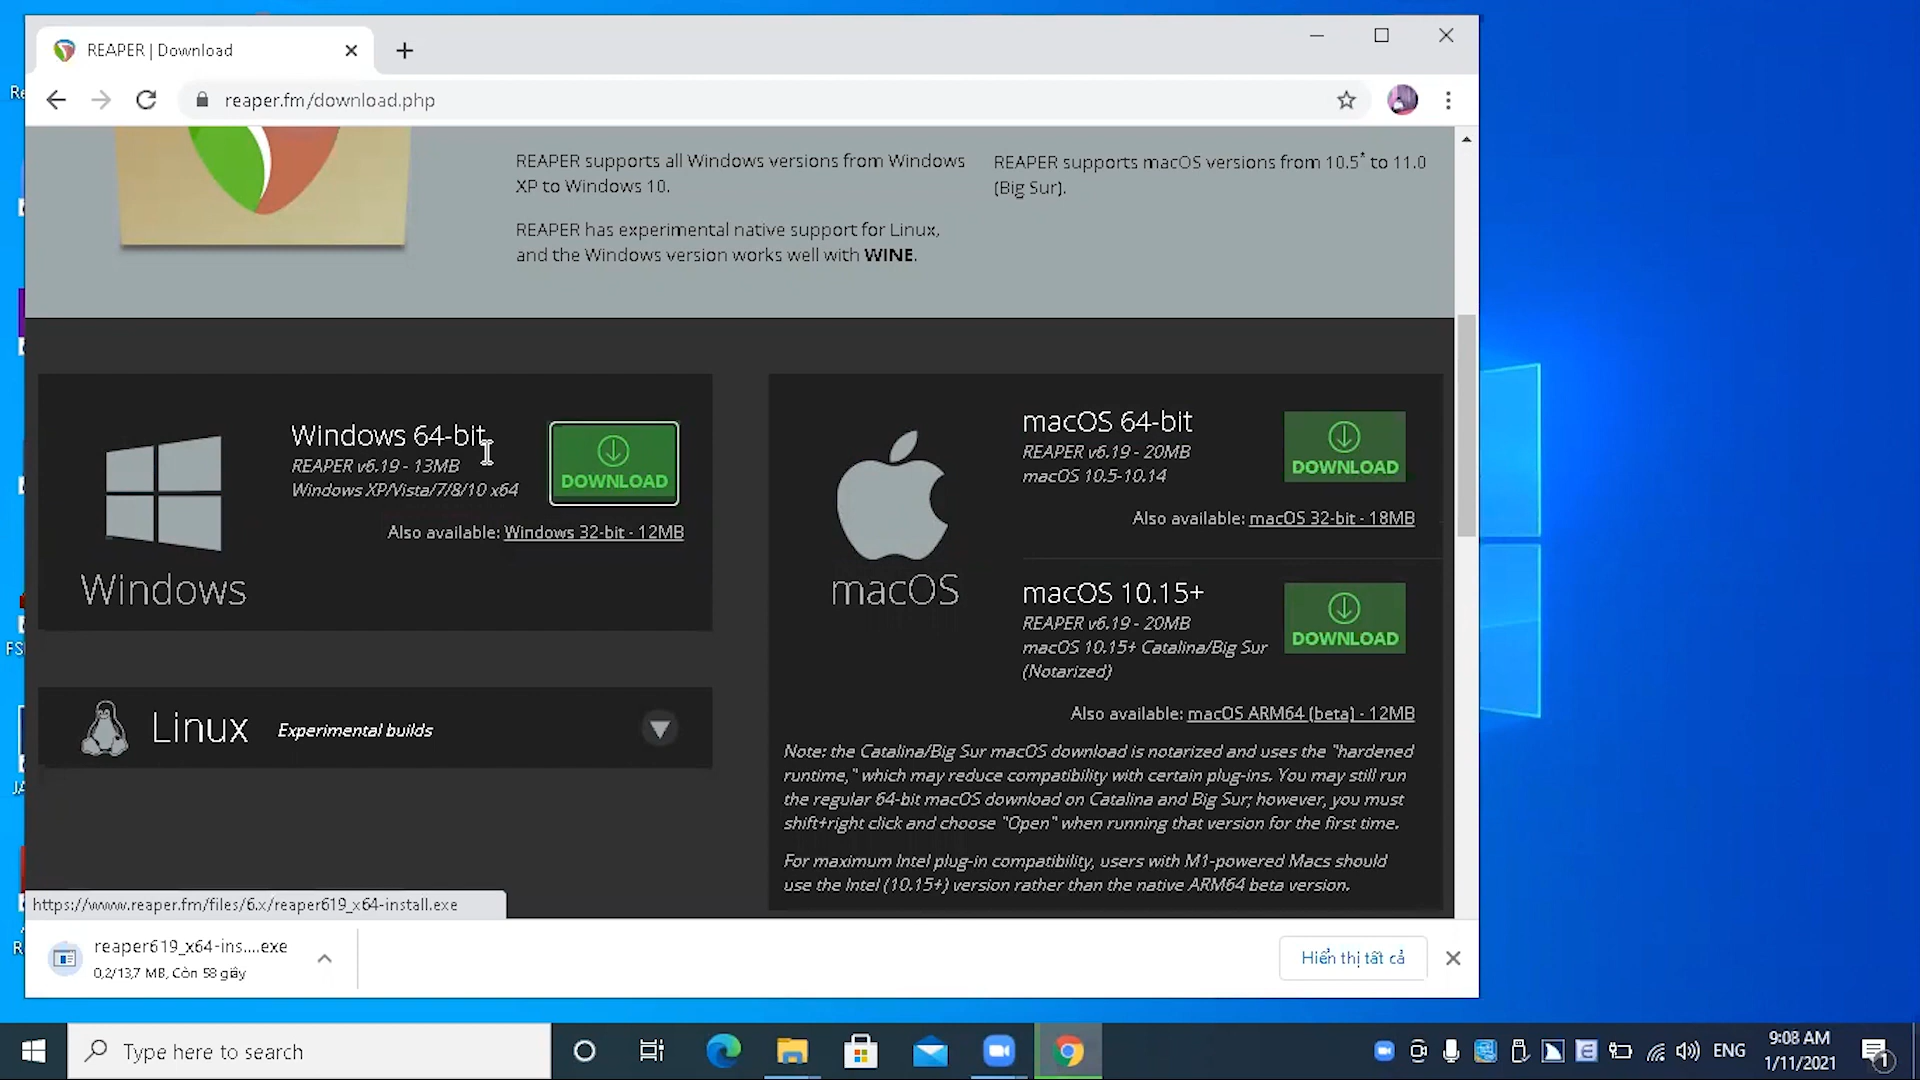 REAPER | Download
reaper.fm/download.php
REAPER supports all Windows versions from Windows
XP to Windows 10.
REAPER has experimental native support for Linux,
and the Windows version works well with WINE.
REAPER supports macOS versions from 10.5* to 11.0
(Big Sur).
Windows 64-bit
REAPER v6.19 - 13MB
Windows XP/Vista/7/8/10 x64
DOWNLOAD
Also available: Windows 32-bit - 12MB
Windows
Linux Experimental builds
macOS 64-bit
REAPER v6.19 - 20MB
macOS 10.5-10.14
DOWNLOAD
Also available: macOS 32-bit - 18MB
macOS
macOS 10.15+
REAPER v6.19 - 20MB
macOS 10.15+ Catalina/Big Sur
(Notarized)
DOWNLOAD
Also available: macOS ARM64 (beta) - 12MB
Note: the Catalina/Big Sur macOS download is notarized and uses the "hardened
runtime," which may reduce compatibility with certain plug-ins. You may still run
the regular 64-bit macOS download on Catalina and Big Sur; however, you must
shift+right click and choose "Open" when running that version for the first time.
For maximum Intel plug-in compatibility, users with M1-powered Macs should
use the Intel (10.15+) version rather than the native ARM64 beta version.
https://www.reaper.fm/files/6.x/reaper619_x64-install.exe
reaper619_x64-ins....exe
0,2/13,7 MB, Còn 58 giây
Hiển thị tất cả
Type here to search
ENG
9:08 AM
1/11/2021
1